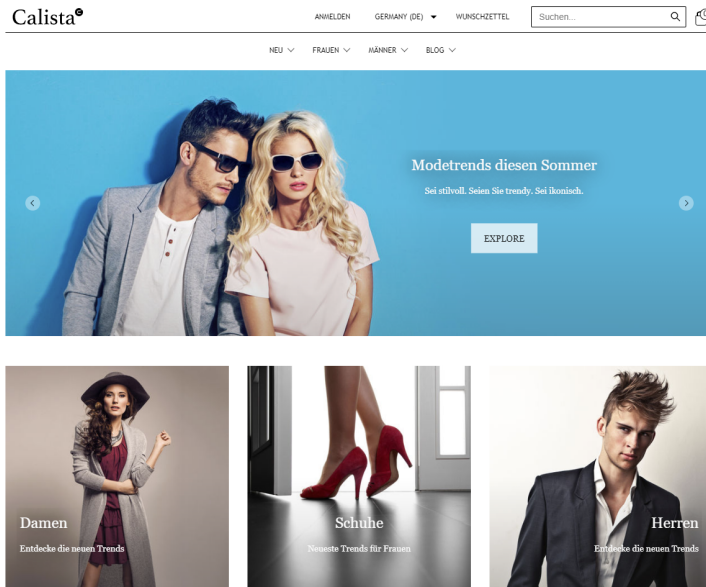 Calista
ANMELDEN
GERMANY (DE)
WUNSCHZETTEL
Suchen...
NEU
FRAUEN
MÄNNER
BLOG
Modetrends diesen Sommer
Sei stilvoll. Seien Sie trendy. Sei ikonisch.
EXPLORE
Damen
Entdecke die neuen Trends
Schuhe
Neueste Trends für Frauen
Herren
Entdecke die neuen Trends